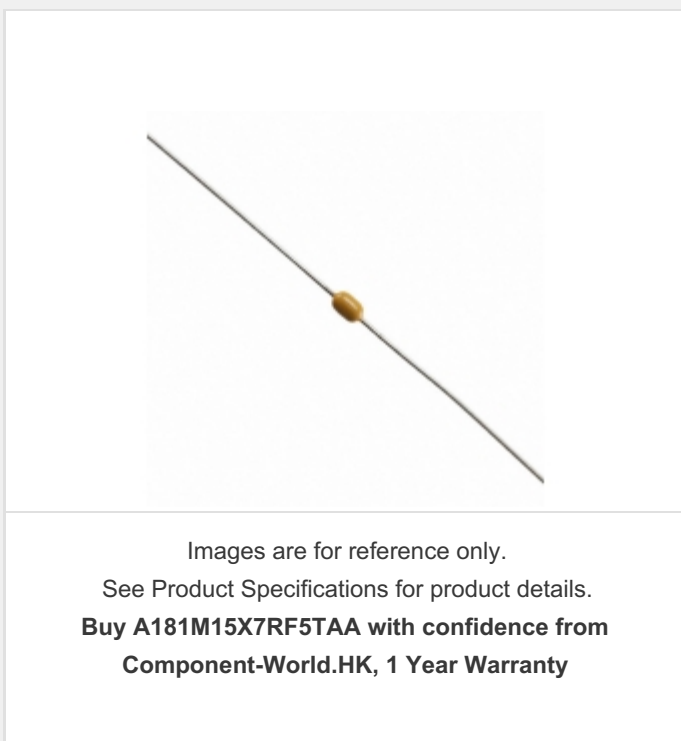 Images are for reference only.
See Product Specifications for product details.
Buy A181M15X7RF5TAA with confidence from
Component-World.HK, 1 Year Warranty